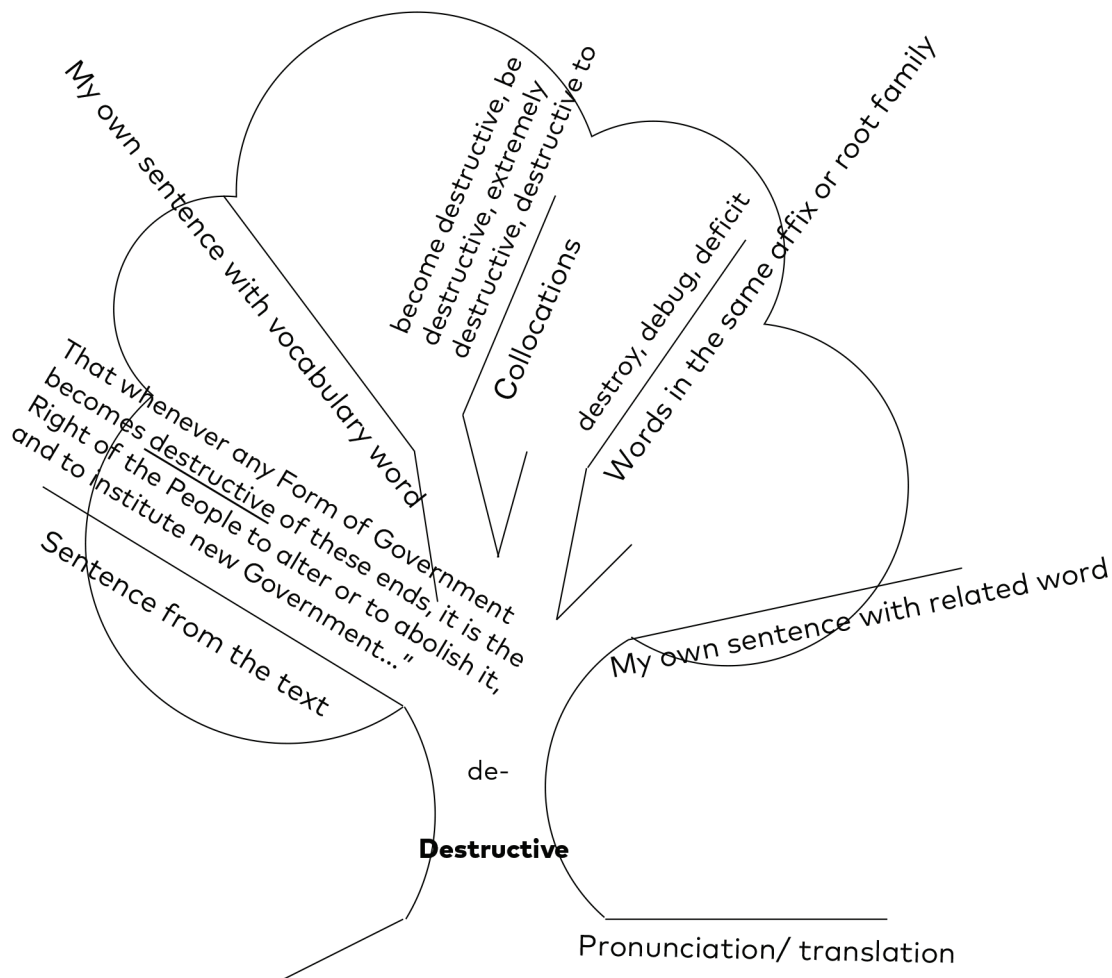 My own sentence with vocabulary word
become destructive, be
destructive, extremely
destructive, destructive to
Collocations
destroy, debug, deficit
Words in the same affix or root family
That whenever any Form of Government
becomes destructive of these ends, it is the
Right of the People to alter or to abolish it,
and to institute new Government...”
Sentence from the text
My own sentence with related word
de-
Destructive
Pronunciation/ translation